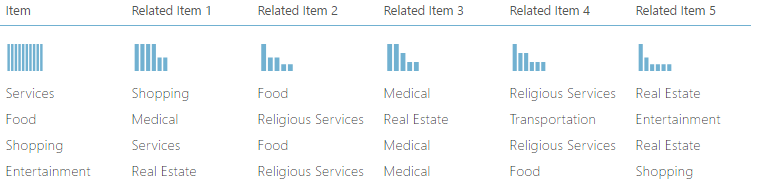 Item Related Item 1 Related Item 2 Related Item 3 Related Item 4 Related Item 5
Services Shopping Food Medical Religious Services Real Estate
Food Medical Religious Services Real Estate Transportation Entertainment
Shopping Services Food Medical Religious Services Real Estate
Entertainment Real Estate Religious Services Medical Food Shopping